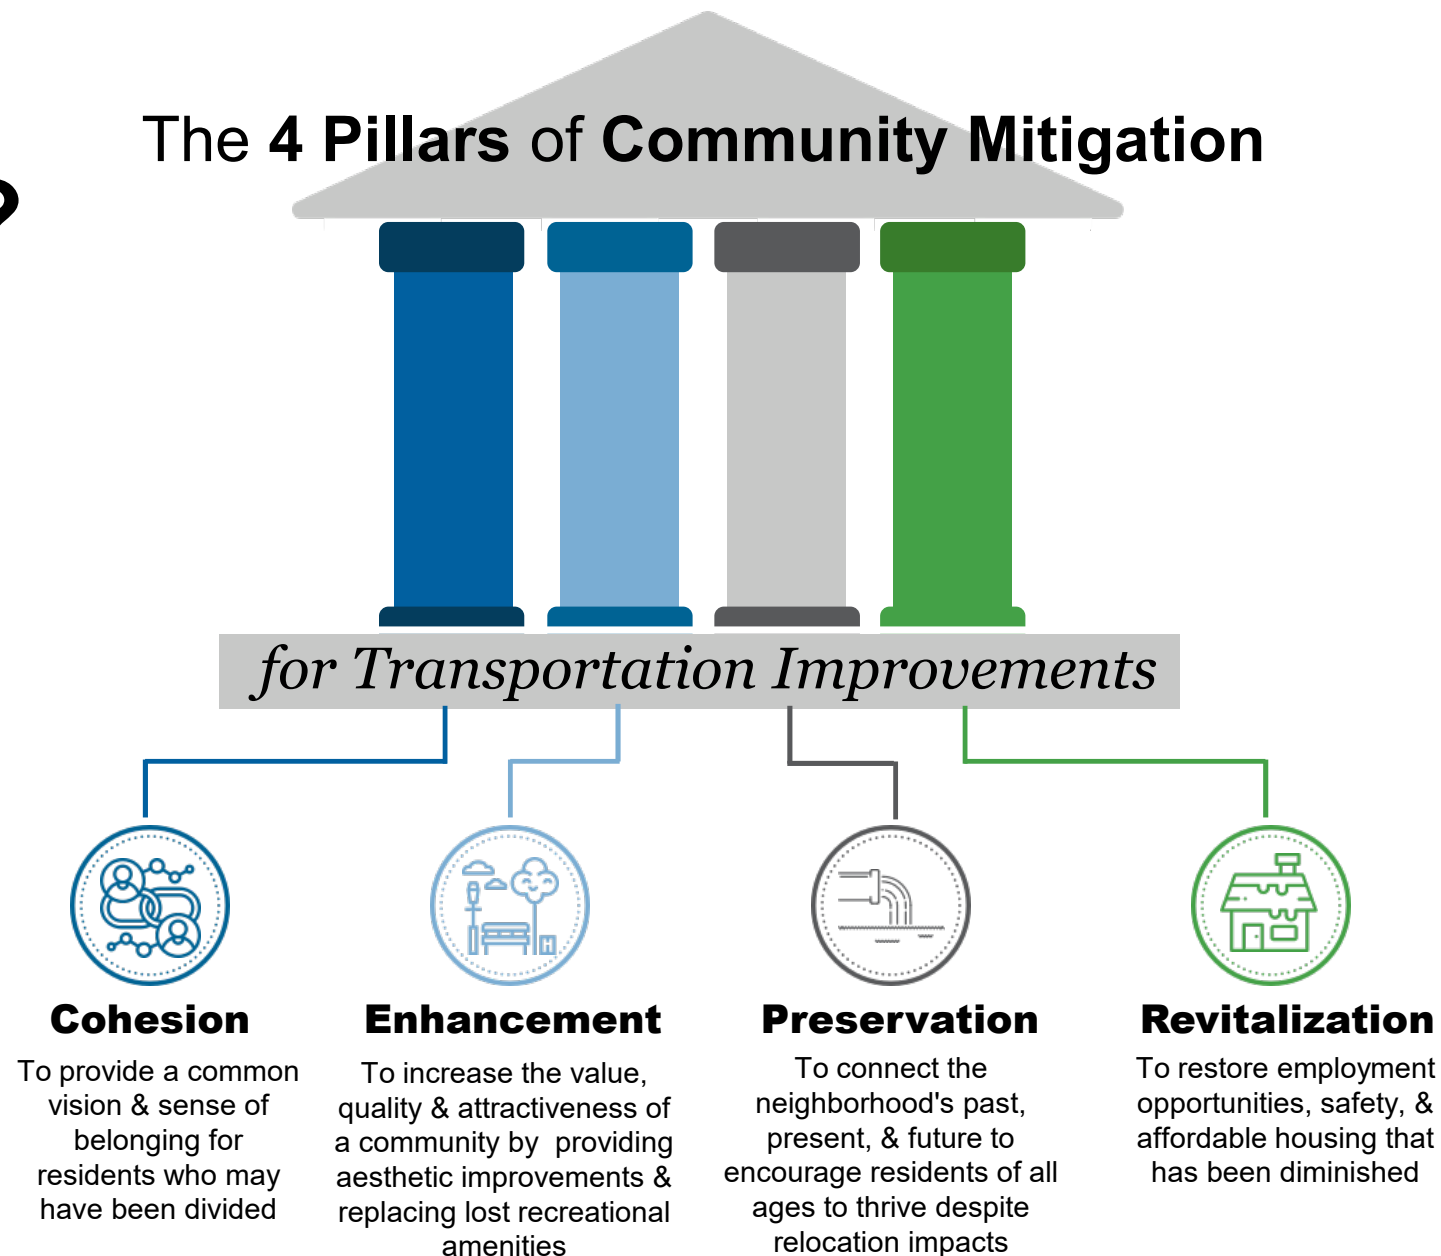 The 4 Pillars of Community Mitigation
?
for Transportation Improvements
Cohesion
To provide a common
vision & sense of
belonging for
residents who may
have been divided
Enhancement
To increase the value,
quality & attractiveness of
a community by providing
aesthetic improvements &
replacing lost recreational
amenities
Preservation
To connect the
neighborhood's past,
present, & future to
encourage residents of all
ages to thrive despite
relocation impacts
Revitalization
To restore employment
opportunities, safety, &
affordable housing that
has been diminished